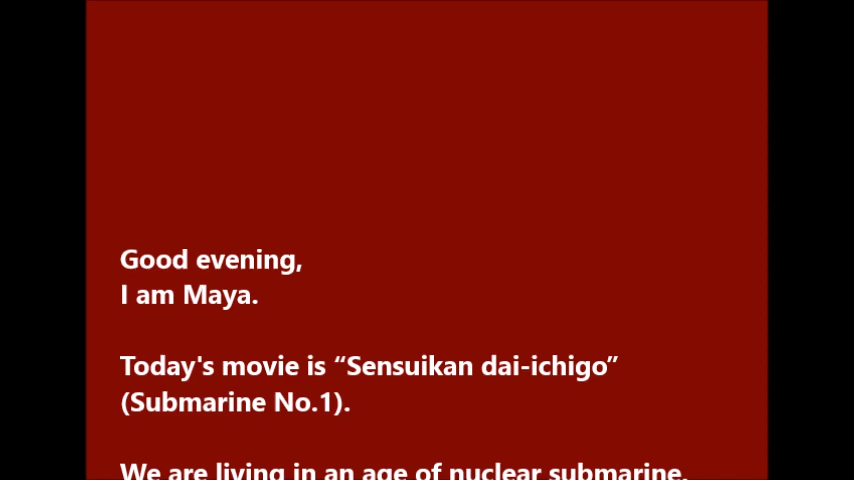 Good evening,
I am Maya.
Today's movie is “Sensuikan dai-ichigo”
(Submarine No.1).
We are living in an age of nuclear submarine.